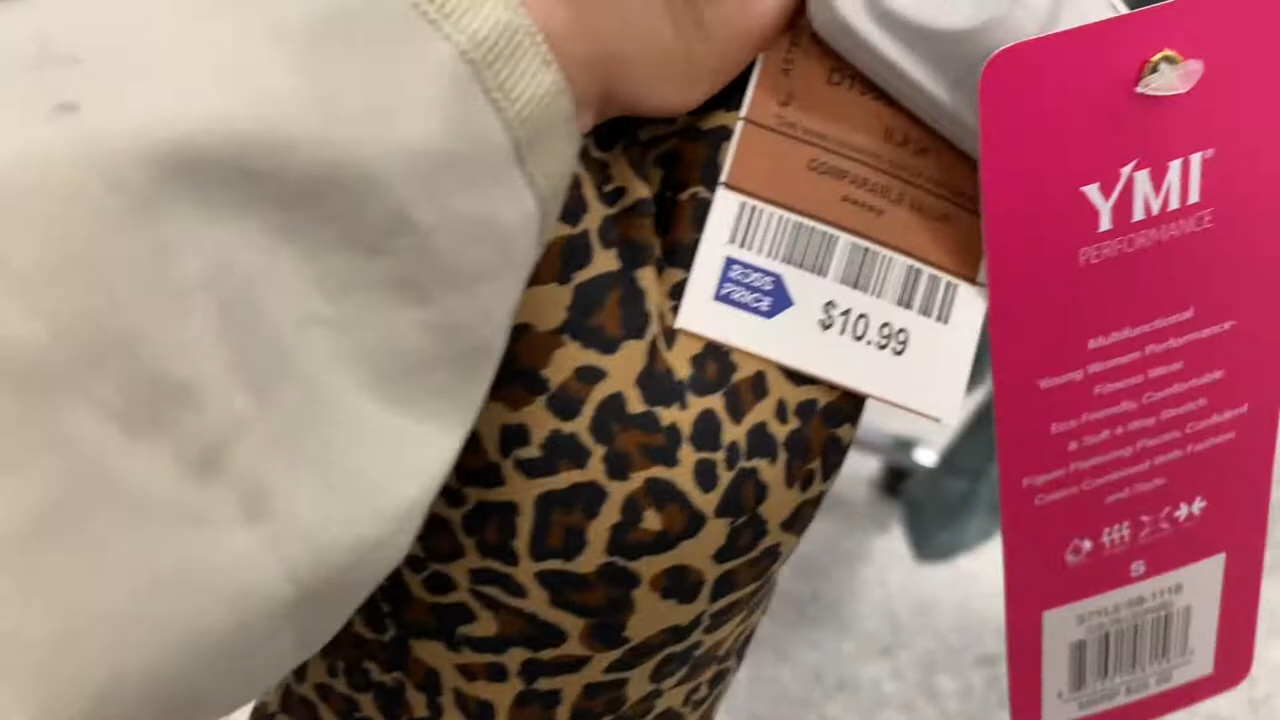 COMPARABLE VALUE
ROSS
PRICE
$10.99
YMI
PERFORMANCE
Multifunctional
Young Women Performance-
Fitness Wear
Eco-Friendly, Comfortable
& Soft 4-Way Stretch
Figure Flattering Pieces, Confident
Colors Combined With Fashion
and Style.
S